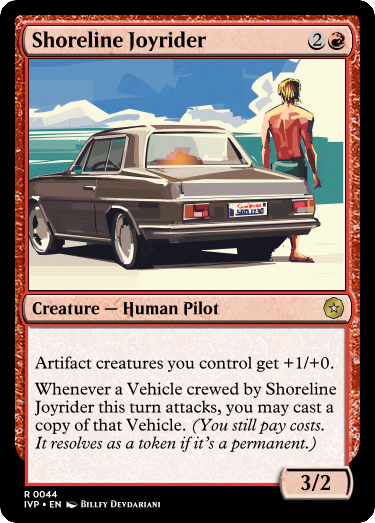 Shoreline Joyrider 2
Creature — Human Pilot
Artifact creatures you control get +1/+0.
Whenever a Vehicle crewed by Shoreline
Joyrider this turn attacks, you may cast a
copy of that Vehicle. (You still pay costs.
It resolves as a token if it's a permanent.)
3/2
R 0044
IVP • EN Billfy Devdariani